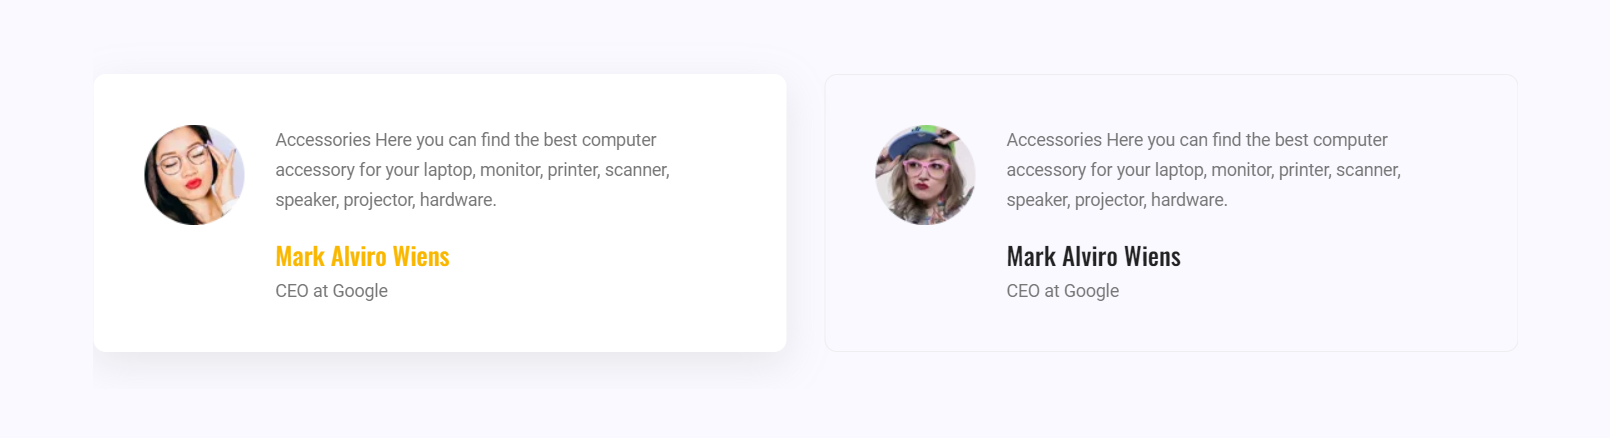 Accessories Here you can find the best computer
accessory for your laptop, monitor, printer, scanner,
speaker, projector, hardware.
Mark Alviro Wiens
CEO at Google
Accessories Here you can find the best computer
accessory for your laptop, monitor, printer, scanner,
speaker, projector, hardware.
Mark Alviro Wiens
CEO at Google